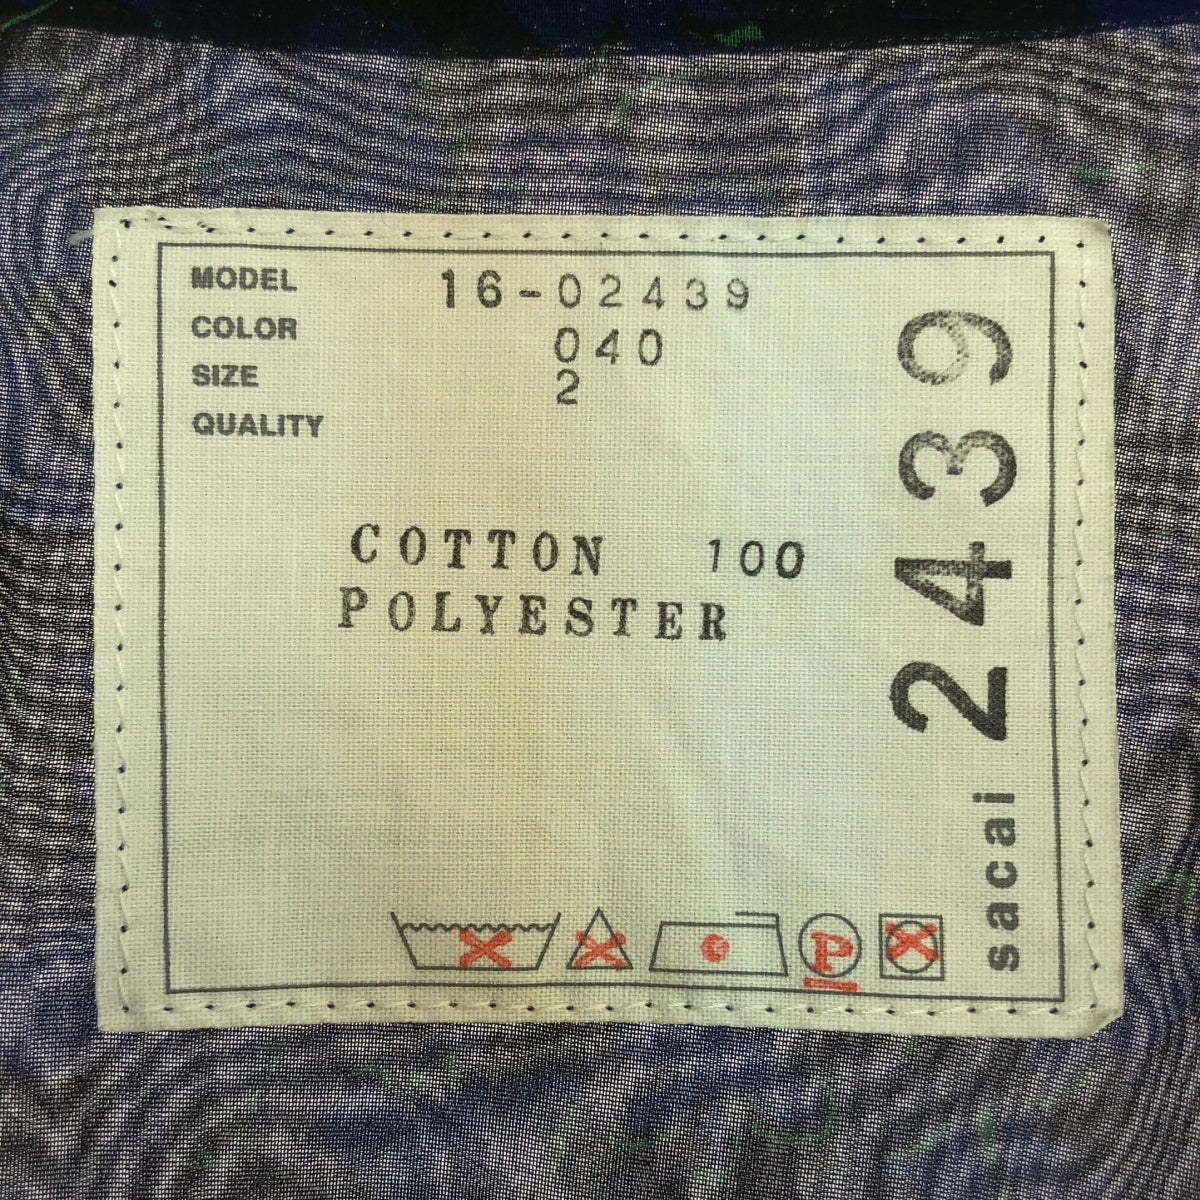 MODEL 16-02439
COLOR 040
SIZE 2
QUALITY
COTTON 100
POLYESTER
P
sacai 2439